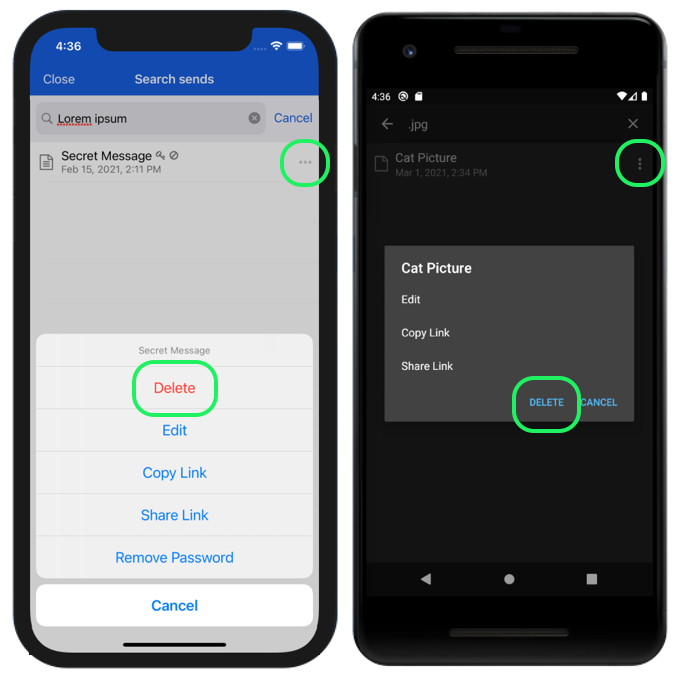 4:36
Close Search sends
Lorem ipsum Cancel
Secret Message
Feb 15, 2021, 2:11 PM
Secret Message
Delete
Edit
Copy Link
Share Link
Remove Password
Cancel
4:36
.jpg
Cat Picture
Mar 1, 2021, 2:34 PM
Cat Picture
Edit
Copy Link
Share Link
DELETE CANCEL